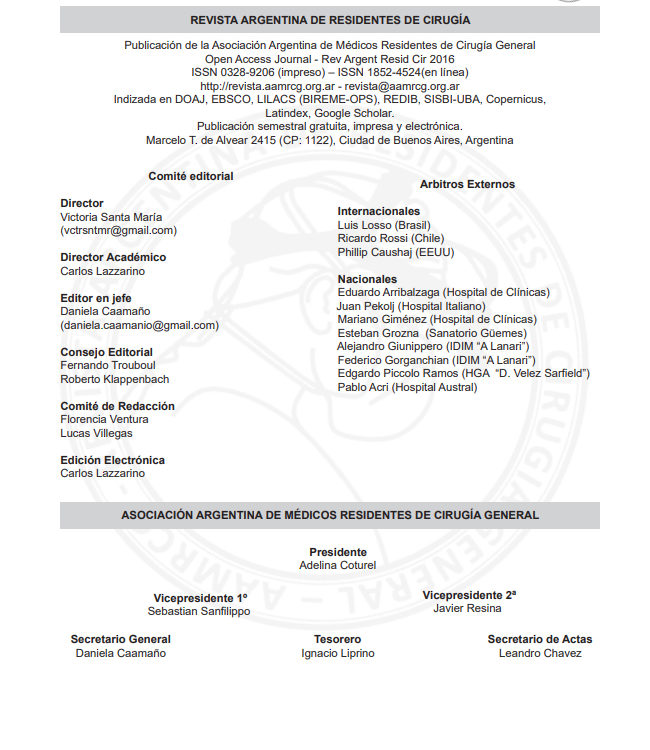 REVISTA ARGENTINA DE RESIDENTES DE CIRUGÍA
Publicación de la Asociación Argentina de Médicos Residentes de Cirugía General
Open Access Journal - Rev Argent Resid Cir 2016
ISSN 0328-9206 (impreso) – ISSN 1852-4524(en línea)
http://revista.aamrcg.org.ar - revista@aamrcg.org.ar
Indizada en DOAJ, EBSCO, LILACS (BIREME-OPS), REDIB, SISBI-UBA, Copernicus,
Latindex, Google Scholar.
Publicación semestral gratuita, impresa y electrónica.
Marcelo T. de Alvear 2415 (CP: 1122), Ciudad de Buenos Aires, Argentina
Comité editorial
Director
Victoria Santa María
(vctrsntmr@gmail.com)
Director Académico
Carlos Lazzarino
Editor en jefe
Daniela Caamaño
(daniela.caamanio@gmail.com)
Consejo Editorial
Fernando Trouboul
Roberto Klappenbach
Comité de Redacción
Florencia Ventura
Lucas Villegas
Edición Electrónica
Carlos Lazzarino
Arbitros Externos
Internacionales
Luis Losso (Brasil)
Ricardo Rossi (Chile)
Phillip Caushaj (EEUU)
Nacionales
Eduardo Arribalzaga (Hospital de Clínicas)
Juan Pekolj (Hospital Italiano)
Mariano Giménez (Hospital de Clínicas)
Esteban Grozna (Sanatorio Güemes)
Alejandro Giunippero (IDIM “A Lanari”)
Federico Gorganchian (IDIM “A Lanari”)
Edgardo Piccolo Ramos (HGA “D. Velez Sarfield”)
Pablo Acri (Hospital Austral)
ASOCIACIÓN ARGENTINA DE MÉDICOS RESIDENTES DE CIRUGÍA GENERAL
Presidente
Adelina Coturel
Vicepresidente 1º
Sebastian Sanfilippo
Vicepresidente 2ª
Javier Resina
Secretario General
Daniela Caamaño
Tesorero
Ignacio Liprino
Secretario de Actas
Leandro Chavez